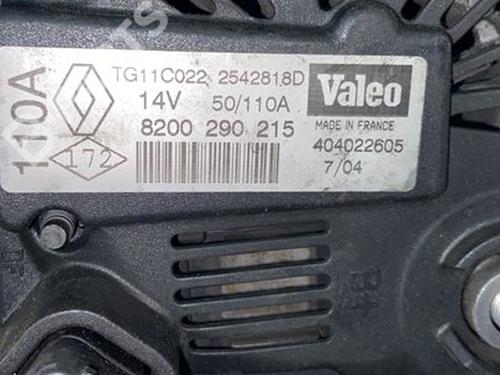 TG11C022 2542818D
14V 50/110A
8200 290 215
110A
172
Valeo
MADE IN FRANCE
404022605
7/04
B+